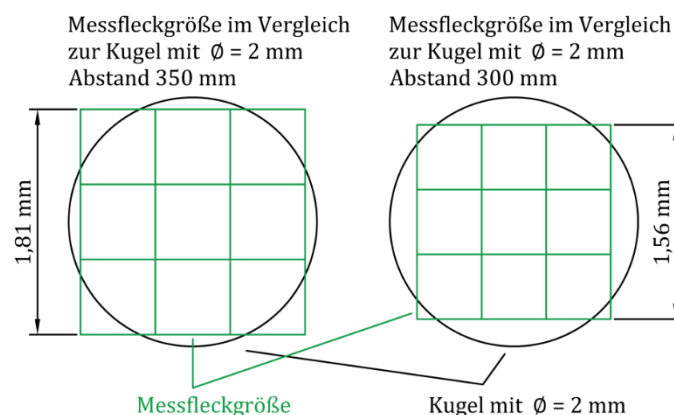 Messfleckgröße im Vergleich
zur Kugel mit Ø = 2 mm
Abstand 350 mm
Messfleckgröße im Vergleich
zur Kugel mit Ø = 2 mm
Abstand 300 mm
1,81 mm
1,56 mm
Messfleckgröße
Kugel mit Ø = 2 mm